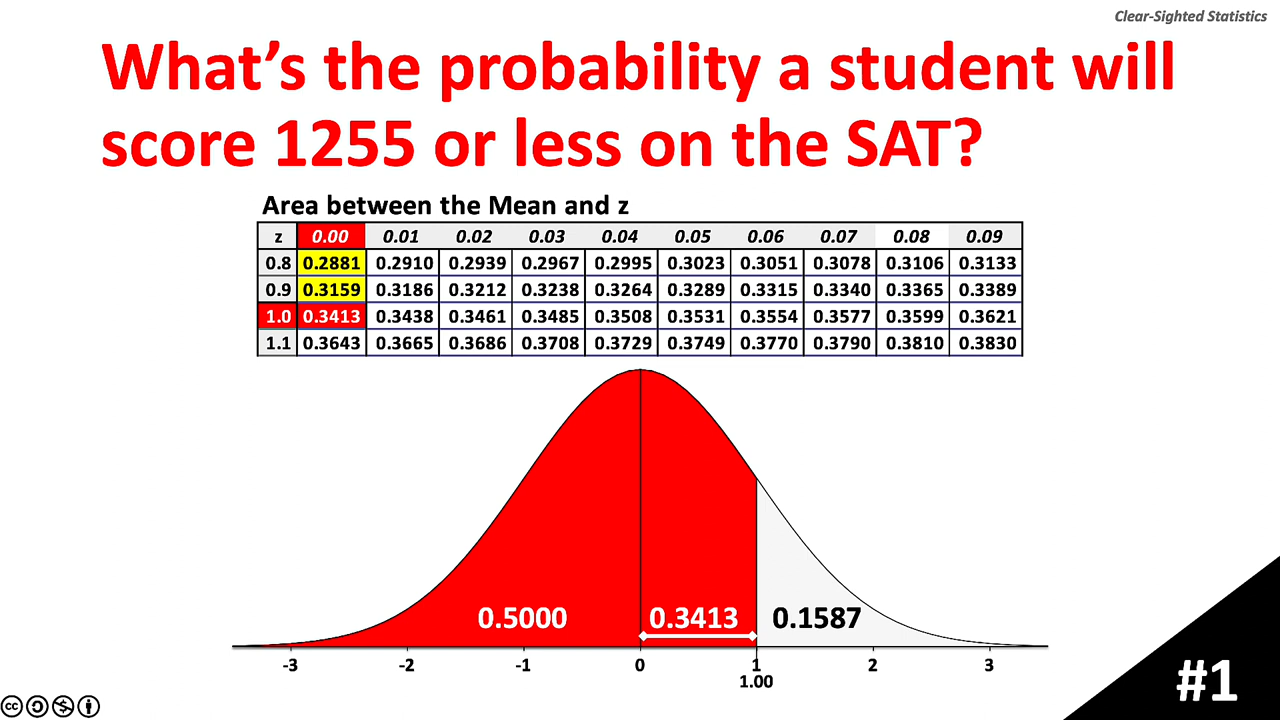 Clear-Sighted Statistics
What's the probability a student will
score 1255 or less on the SAT?
Area between the Mean and z
z 0.00 0.01 0.02 0.03 0.04 0.05 0.06 0.07 0.08 0.09
0.8 0.2881 0.2910 0.2939 0.2967 0.2995 0.3023 0.3051 0.3078 0.3106 0.3133
0.9 0.3159 0.3186 0.3212 0.3238 0.3264 0.3289 0.3315 0.3340 0.3365 0.3389
1.0 0.3413 0.3438 0.3461 0.3485 0.3508 0.3531 0.3554 0.3577 0.3599 0.3621
1.1 0.3643 0.3665 0.3686 0.3708 0.3729 0.3749 0.3770 0.3790 0.3810 0.3830
0.5000 0.3413 0.1587
-3 -2 -1 0 1 2 3
1.00
#1
cc